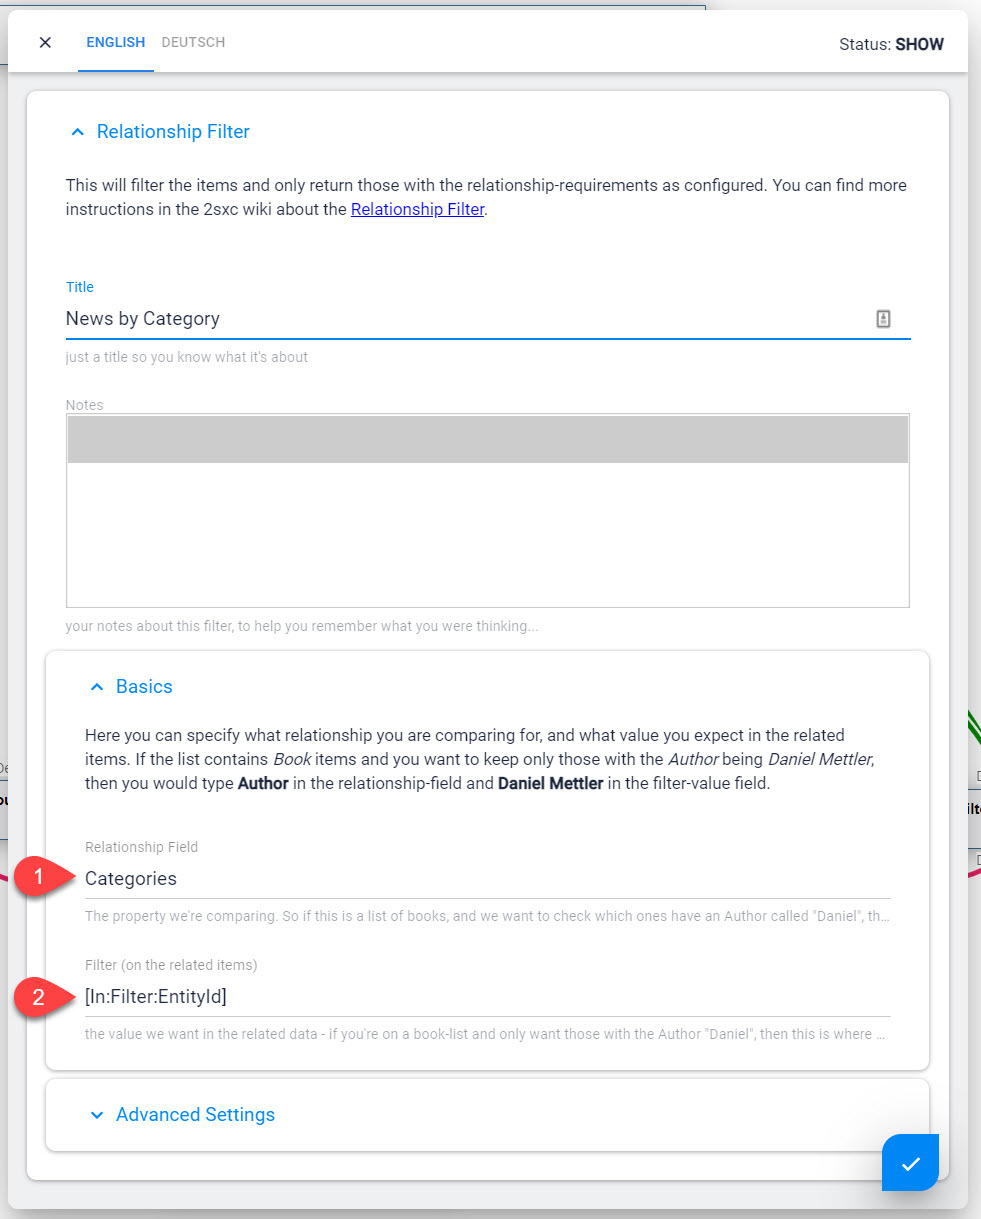 ENGLISH DEUTSCH Status: SHOW
Relationship Filter
This will filter the items and only return those with the relationship-requirements as configured. You can find more
instructions in the 2sxc wiki about the Relationship Filter.
Title
News by Category
just a title so you know what it's about
Notes
your notes about this filter, to help you remember what you were thinking...
Basics
Here you can specify what relationship you are comparing for, and what value you expect in the related
items. If the list contains Book items and you want to keep only those with the Author being Daniel Mettler,
then you would type Author in the relationship-field and Daniel Mettler in the filter-value field.
Relationship Field
1 Categories
The property we're comparing. So if this is a list of books, and we want to check which ones have an Author called "Daniel", th...
Filter (on the related items)
2 [In:Filter:EntityId]
the value we want in the related data - if you're on a book-list and only want those with the Author "Daniel", then this is where ...
Advanced Settings